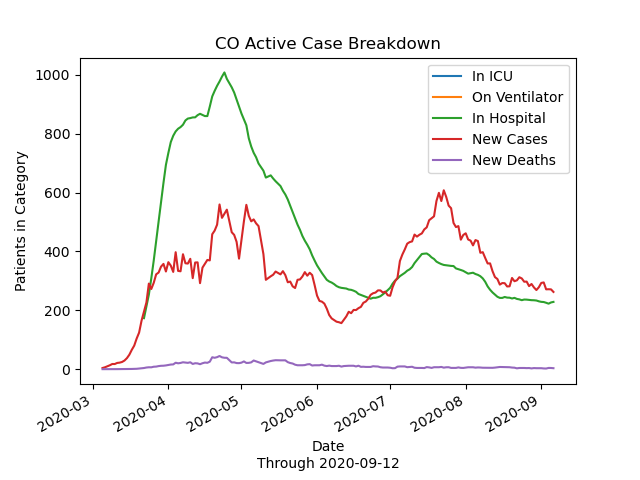 CO Active Case Breakdown
Patients in Category
1000
800
600
400
200
0
In ICU
On Ventilator
In Hospital
New Cases
New Deaths
2020-03
2020-04
2020-05
2020-06
2020-07
2020-08
2020-09
Date
Through 2020-09-12